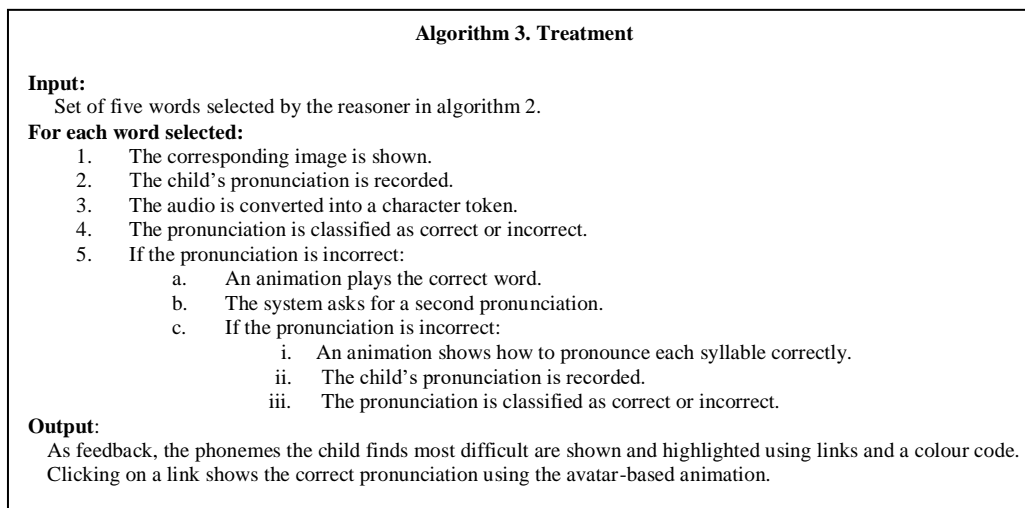 Algorithm 3. Treatment
Input:
Set of five words selected by the reasoner in algorithm 2.
For each word selected:
1. The corresponding image is shown.
2. The child's pronunciation is recorded.
3. The audio is converted into a character token.
4. The pronunciation is classified as correct or incorrect.
5. If the pronunciation is incorrect:
a. An animation plays the correct word.
b. The system asks for a second pronunciation.
c. If the pronunciation is incorrect:
i. An animation shows how to pronounce each syllable correctly.
ii. The child's pronunciation is recorded.
iii. The pronunciation is classified as correct or incorrect.
Output:
As feedback, the phonemes the child finds most difficult are shown and highlighted using links and a colour code.
Clicking on a link shows the correct pronunciation using the avatar-based animation.